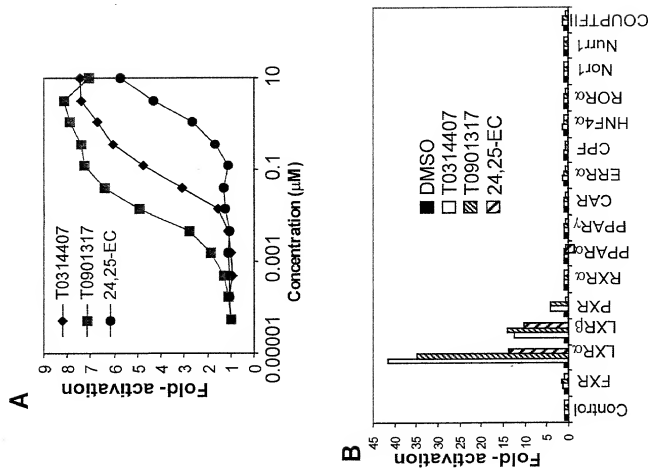 A
9
8
7
6
5
4
3
2
1
0
Fold- activation
T0314407
T0901317
24,25-EC
0.00001
0.001
0.1
10
Concentration (μM)
B
45
40
35
30
25
20
15
10
5
0
Fold- activation
DMSO
T0314407
T0901317
24,25-EC
Control
FXR
LXRα
LXRβ
PXR
RXRα
PPARα
PPARγ
CAR
ERRα
CPF
HNF4α
RORα
Nor1
Nurr1
COUPTFII